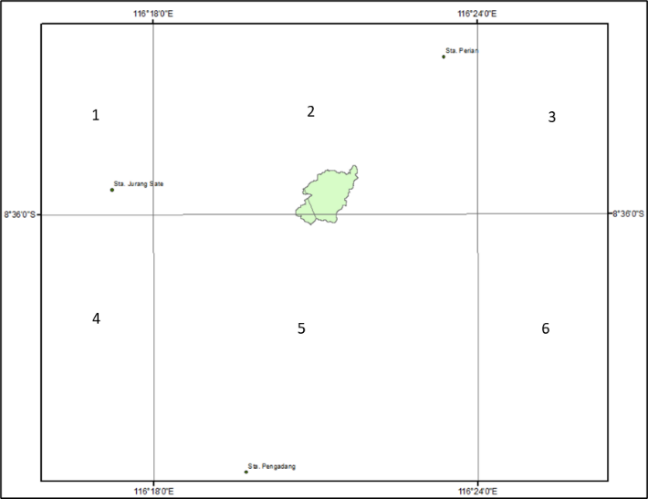 116°18'0"E 116°24'0"E
Sta. Perian
1 2 3
Sta. Jurang Sate
8°36'0"S 8°36'0"S
4 5 6
Sta. Pengadang
116°18'0"E 116°24'0"E